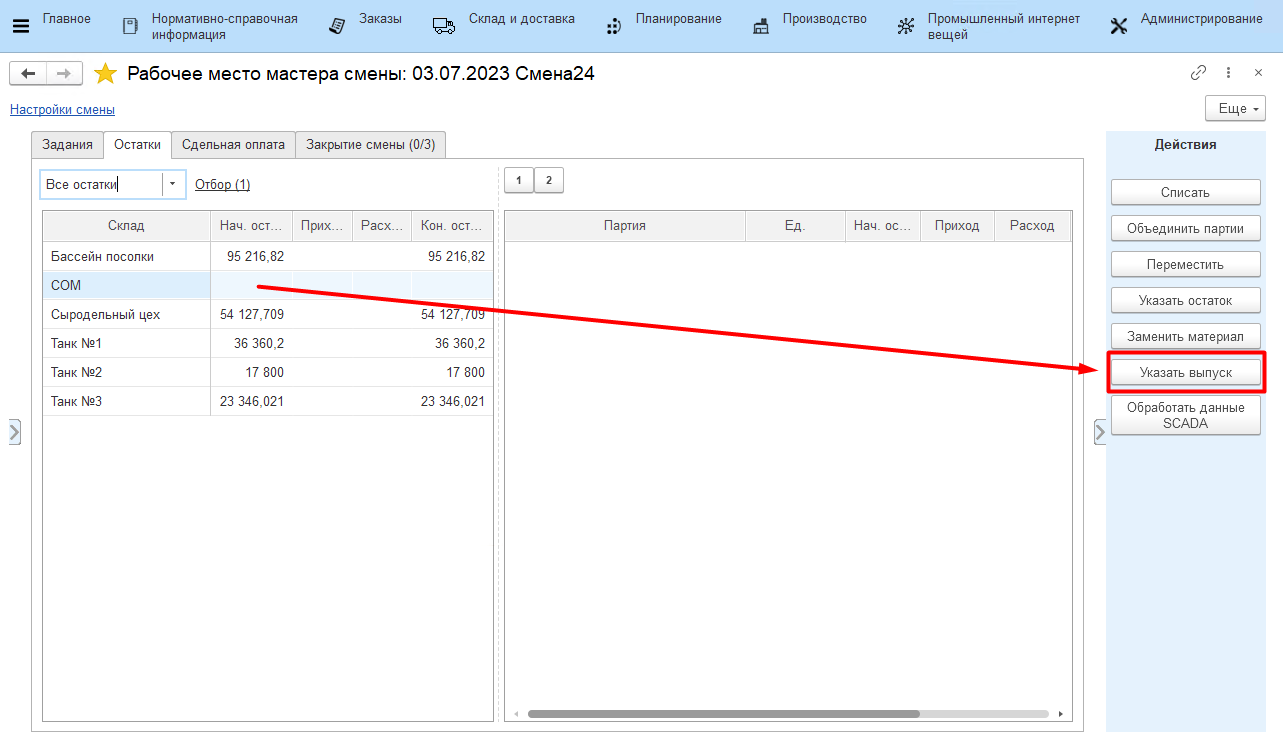 Главное
Нормативно-справочная
информация
Заказы
Склад и доставка
Планирование
Производство
Промышленный интернет
вещей
Администрирование
Рабочее место мастера смены: 03.07.2023 Смена24
Настройки смены
Еще
Задания
Остатки
Сдельная оплата
Закрытие смены (0/3)
Действия
Все остатки
Отбор (1)
1
2
Склад Нач. ост... Прих... Расх... Кон. ост...
Бассейн посолки 95 216,82 95 216,82
СОМ
Сыродельный цех 54 127,709 54 127,709
Танк №1 36 360,2 36 360,2
Танк №2 17 800 17 800
Танк №3 23 346,021 23 346,021
Партия Ед. Нач. ос... Приход Расход
Списать
Объединить партии
Переместить
Указать остаток
Заменить материал
Указать выпуск
Обработать данные
SCADA